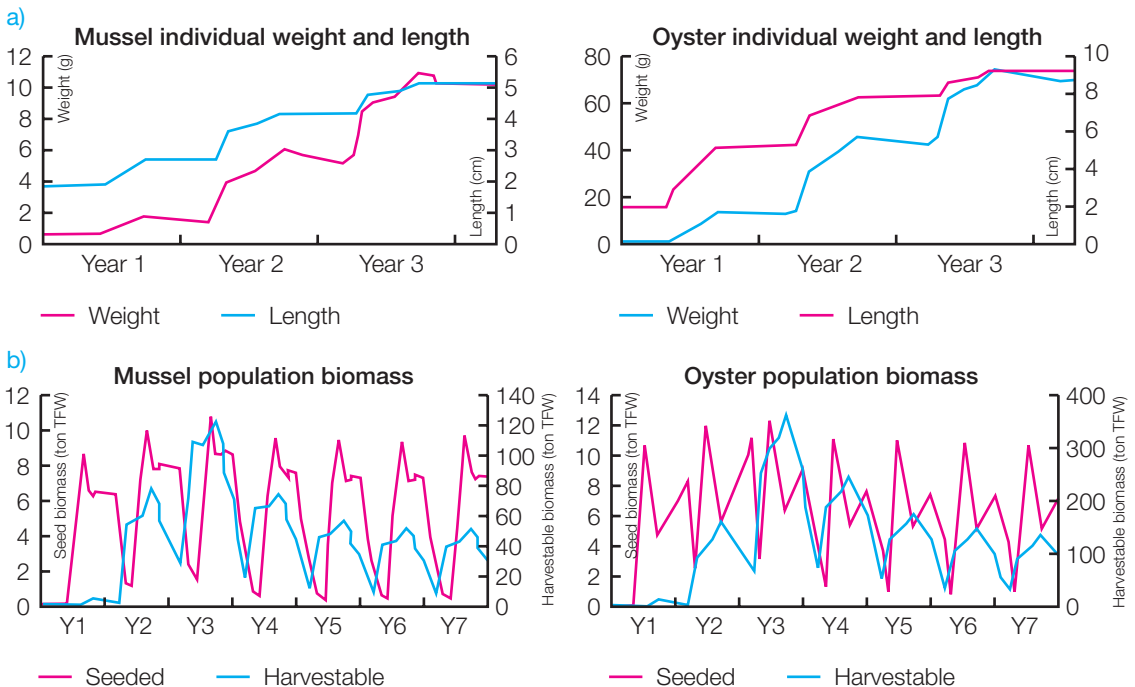 a)
Mussel individual weight and length
Weight (g)
12
10
8
6
4
2
0
6
5
4
3
2
1
0
Length (cm)
Year 1 Year 2 Year 3
Weight Length
Oyster individual weight and length
Weight (g)
80
60
40
20
0
10
8
6
4
2
0
Length (cm)
Year 1 Year 2 Year 3
Weight Length
b)
Mussel population biomass
Seed biomass (ton TFW)
12
10
8
6
4
2
0
140
120
100
80
60
40
20
0
Harvestable biomass (ton TFW)
Y1 Y2 Y3 Y4 Y5 Y6 Y7
Seeded Harvestable
Oyster population biomass
Seed biomass (ton TFW)
14
12
10
8
6
4
2
0
400
300
200
100
0
Harvestable biomass (ton TFW)
Y1 Y2 Y3 Y4 Y5 Y6 Y7
Seeded Harvestable